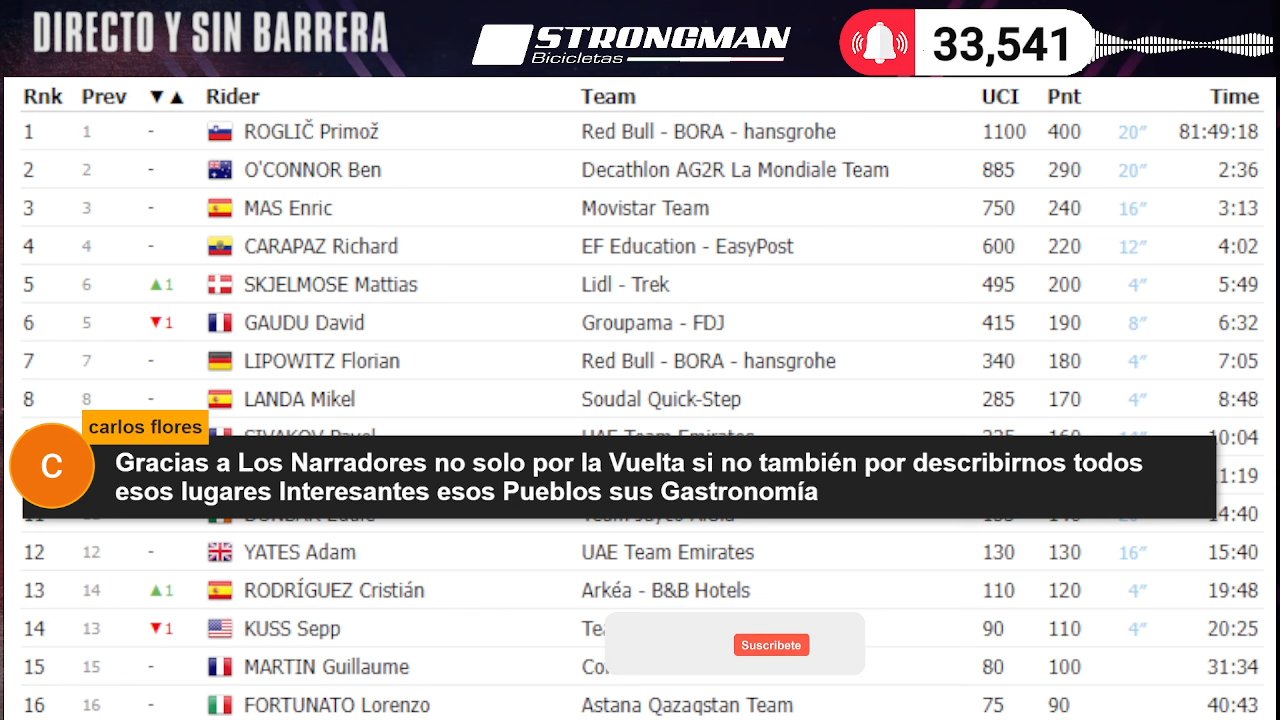 DIRECTO Y SIN BARRERA
STRONGMAN
Bicicletas
33,541
Rnk Prev ▼▲ Rider Team UCI Pnt Time
1 1 - ROGLIČ Primož Red Bull - BORA - hansgrohe 1100 400 20″ 81:49:18
2 2 - O'CONNOR Ben Decathlon AG2R La Mondiale Team 885 290 20″ 2:36
3 3 - MAS Enric Movistar Team 750 240 16″ 3:13
4 4 - CARAPAZ Richard EF Education - EasyPost 600 220 12″ 4:02
5 6 ▲1 SKJELMOSE Mattias Lidl - Trek 495 200 4″ 5:49
6 5 ▼1 GAUDU David Groupama - FDJ 415 190 8″ 6:32
7 7 - LIPOWITZ Florian Red Bull - BORA - hansgrohe 340 180 4″ 7:05
8 8 - LANDA Mikel Soudal Quick-Step 285 170 4″ 8:48
carlos flores
C
Gracias a Los Narradores no solo por la Vuelta si no también por describirnos todos
esos lugares Interesantes esos Pueblos sus Gastronomía
12 12 - YATES Adam UAE Team Emirates 130 130 16″ 15:40
13 14 ▲1 RODRÍGUEZ Cristián Arkéa - B&B Hotels 110 120 4″ 19:48
14 13 ▼1 KUSS Sepp 90 110 4″ 20:25
Suscribete
15 15 - MARTIN Guillaume 80 100 31:34
16 16 - FORTUNATO Lorenzo Astana Qazaqstan Team 75 90 40:43